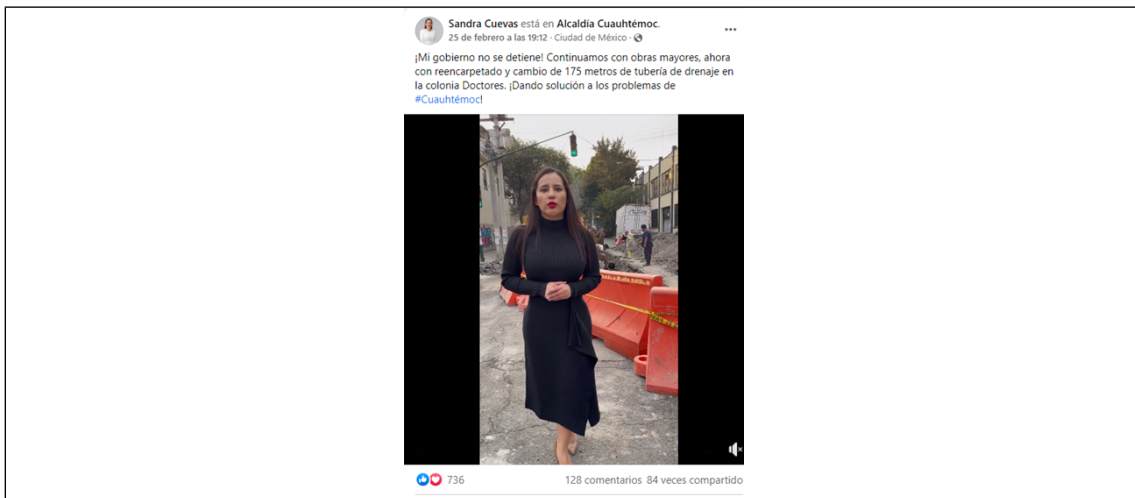 Sandra Cuevas está en Alcaldía Cuauhtémoc.
25 de febrero a las 19:12 · Ciudad de México ·
¡Mi gobierno no se detiene! Continuamos con obras mayores, ahora
con reencarpetado y cambio de 175 metros de tubería de drenaje en
la colonia Doctores. ¡Dando solución a los problemas de
#Cuauhtémoc!
736
128 comentarios 84 veces compartido